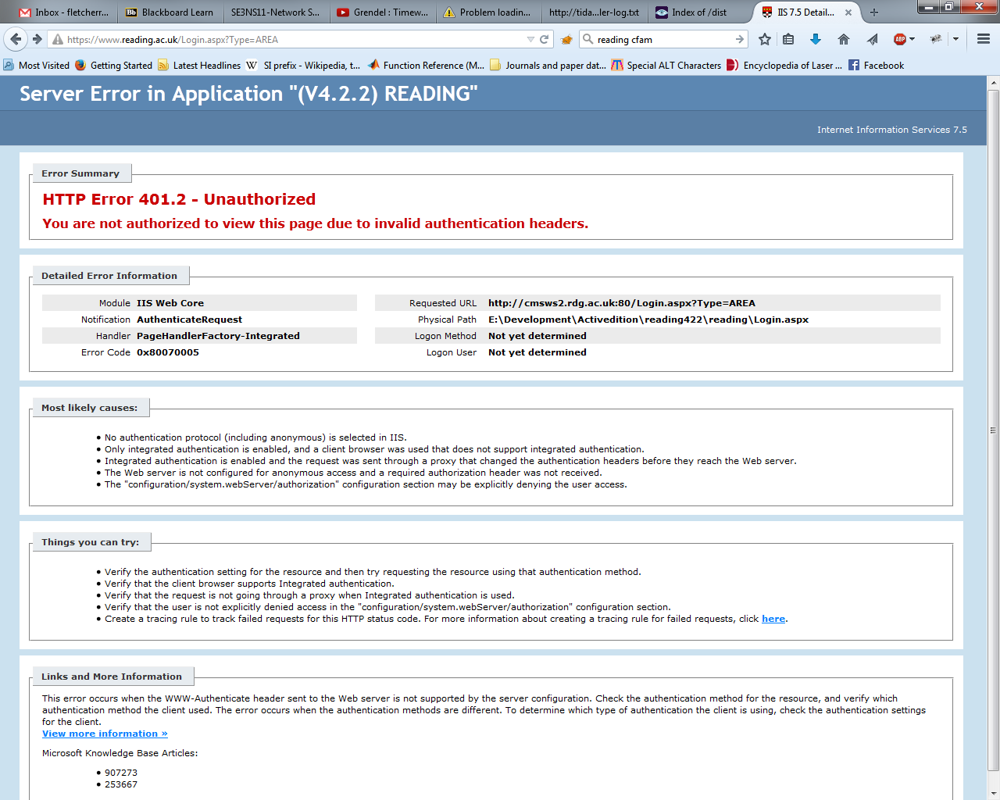 Inbox - fletcherr...
Bb Blackboard Learn
SE3NS11-Network S...
Grendel : Timew...
Problem loadin...
http://tida...ler-log.txt
Index of /dist
IIS 7.5 Detail...
https://www.reading.ac.uk/Login.aspx?Type=AREA
reading cfam
ABP
Most Visited
Getting Started
Latest Headlines
W SI prefix - Wikipedia, t...
Function Reference (M...
Journals and paper dat...
Special ALT Characters
Encyclopedia of Laser ...
Facebook
Server Error in Application "(V4.2.2) READING"
Internet Information Services 7.5
Error Summary
HTTP Error 401.2 - Unauthorized
You are not authorized to view this page due to invalid authentication headers.
Detailed Error Information
Module IIS Web Core
Notification AuthenticateRequest
Handler PageHandlerFactory-Integrated
Error Code 0x80070005
Requested URL http://cmsws2.rdg.ac.uk:80/Login.aspx?Type=AREA
Physical Path E:\Development\Activedition\reading422\reading\Login.aspx
Logon Method Not yet determined
Logon User Not yet determined
Most likely causes:
• No authentication protocol (including anonymous) is selected in IIS.
• Only integrated authentication is enabled, and a client browser was used that does not support integrated authentication.
• Integrated authentication is enabled and the request was sent through a proxy that changed the authentication headers before they reach the Web server.
• The Web server is not configured for anonymous access and a required authorization header was not received.
• The "configuration/system.webServer/authorization" configuration section may be explicitly denying the user access.
Things you can try:
• Verify the authentication setting for the resource and then try requesting the resource using that authentication method.
• Verify that the client browser supports Integrated authentication.
• Verify that the request is not going through a proxy when Integrated authentication is used.
• Verify that the user is not explicitly denied access in the "configuration/system.webServer/authorization" configuration section.
• Create a tracing rule to track failed requests for this HTTP status code. For more information about creating a tracing rule for failed requests, click here.
Links and More Information
This error occurs when the WWW-Authenticate header sent to the Web server is not supported by the server configuration. Check the authentication method for the resource, and verify which
authentication method the client used. The error occurs when the authentication methods are different. To determine which type of authentication the client is using, check the authentication settings
for the client.
View more information »
Microsoft Knowledge Base Articles:
• 907273
• 253667